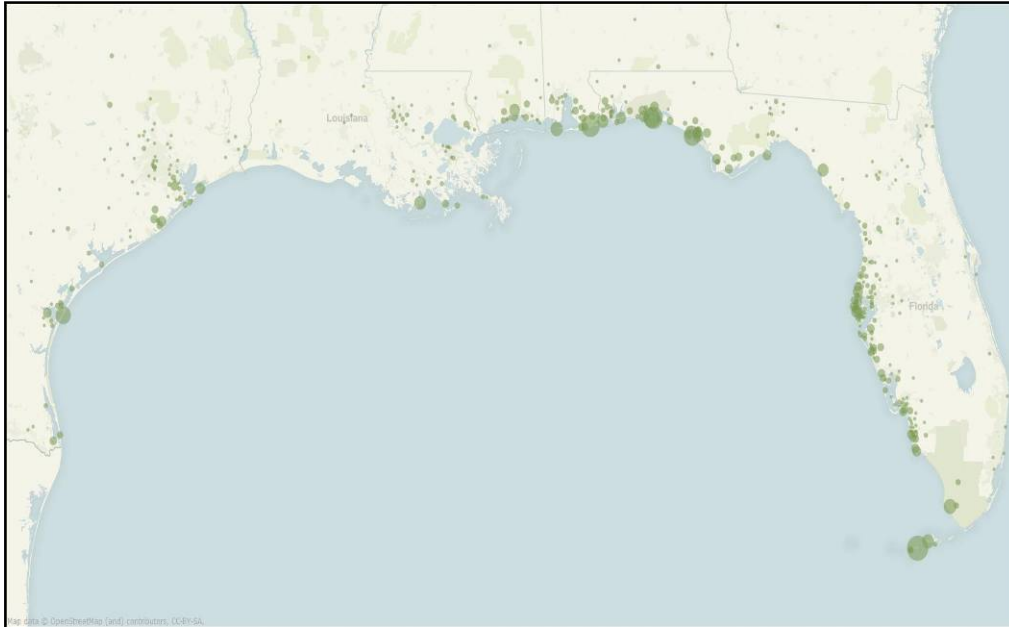 Louisiana
Florida
Map data © OpenStreetMap (and) contributors, CC-BY-SA,